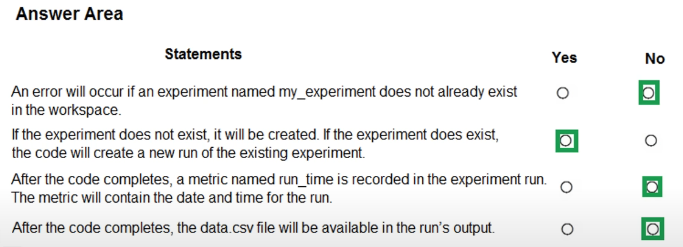 Answer Area
Statements Yes No
An error will occur if an experiment named my_experiment does not already exist
in the workspace.
If the experiment does not exist, it will be created. If the experiment does exist,
the code will create a new run of the existing experiment.
After the code completes, a metric named run_time is recorded in the experiment run.
The metric will contain the date and time for the run.
After the code completes, the data.csv file will be available in the run's output.